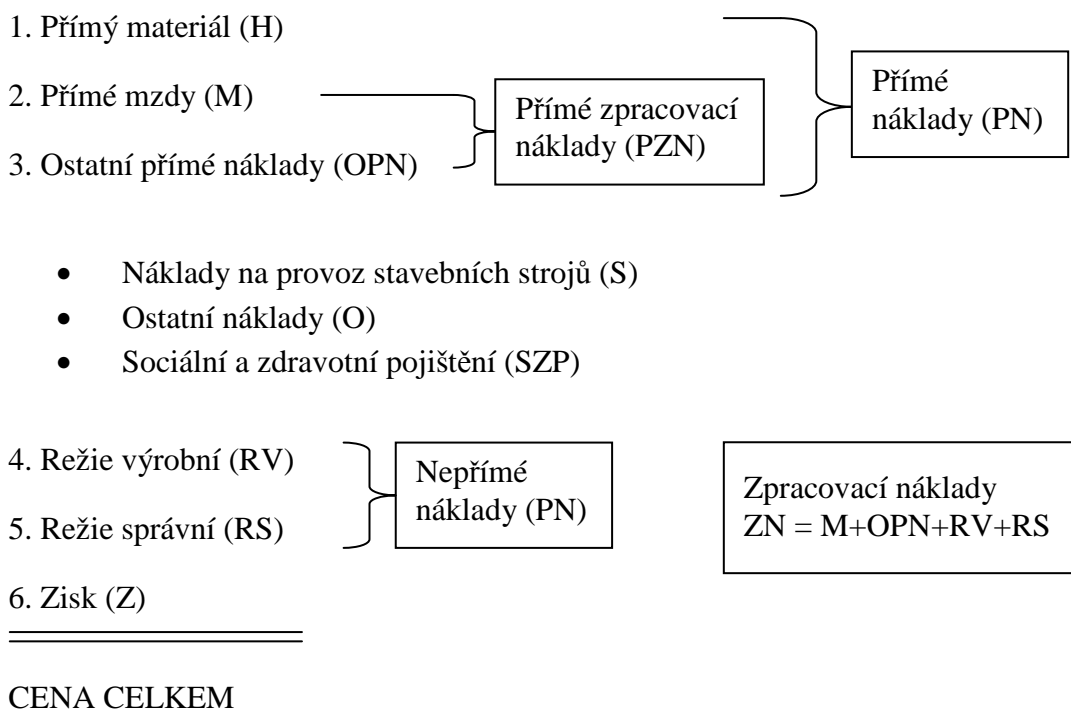 1. Přímý materiál (H)
2. Přímé mzdy (M)
3. Ostatní přímé náklady (OPN)
Přímé zpracovací
náklady (PZN)
Přímé
náklady (PN)
• Náklady na provoz stavebních strojů (S)
• Ostatní náklady (O)
• Sociální a zdravotní pojištění (SZP)
4. Režie výrobní (RV)
5. Režie správní (RS)
Nepřímé
náklady (PN)
Zpracovací náklady
ZN = M+OPN+RV+RS
6. Zisk (Z)
CENA CELKEM